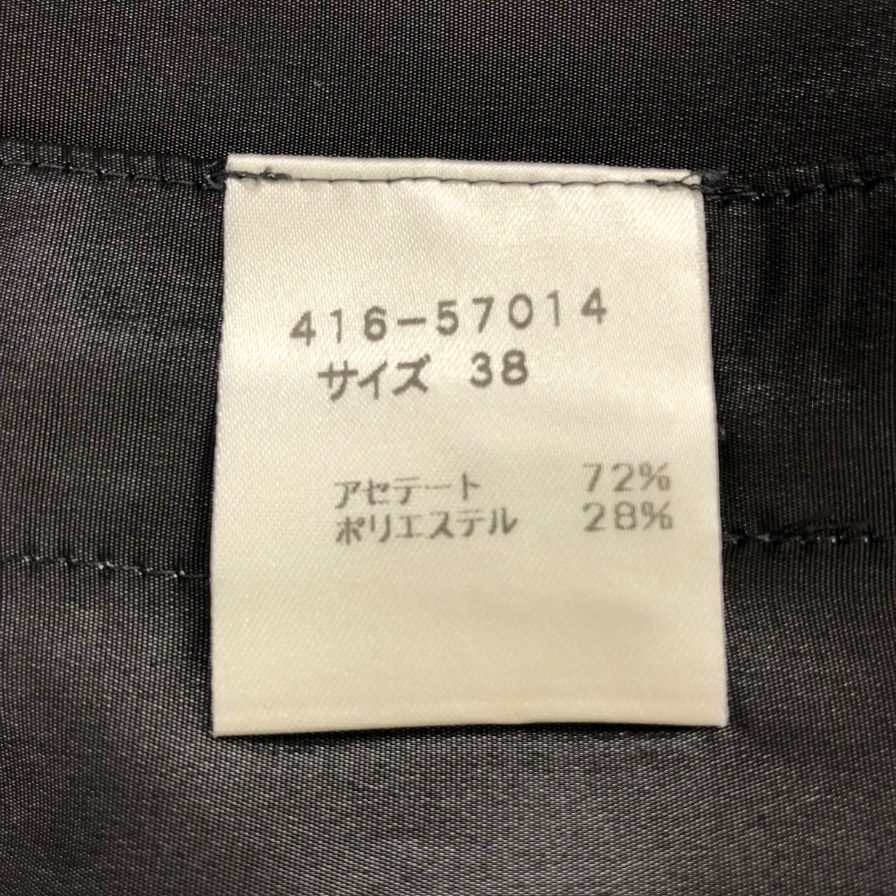 416-57014
サイズ 38
アセテート 72%
ポリエステル 28%